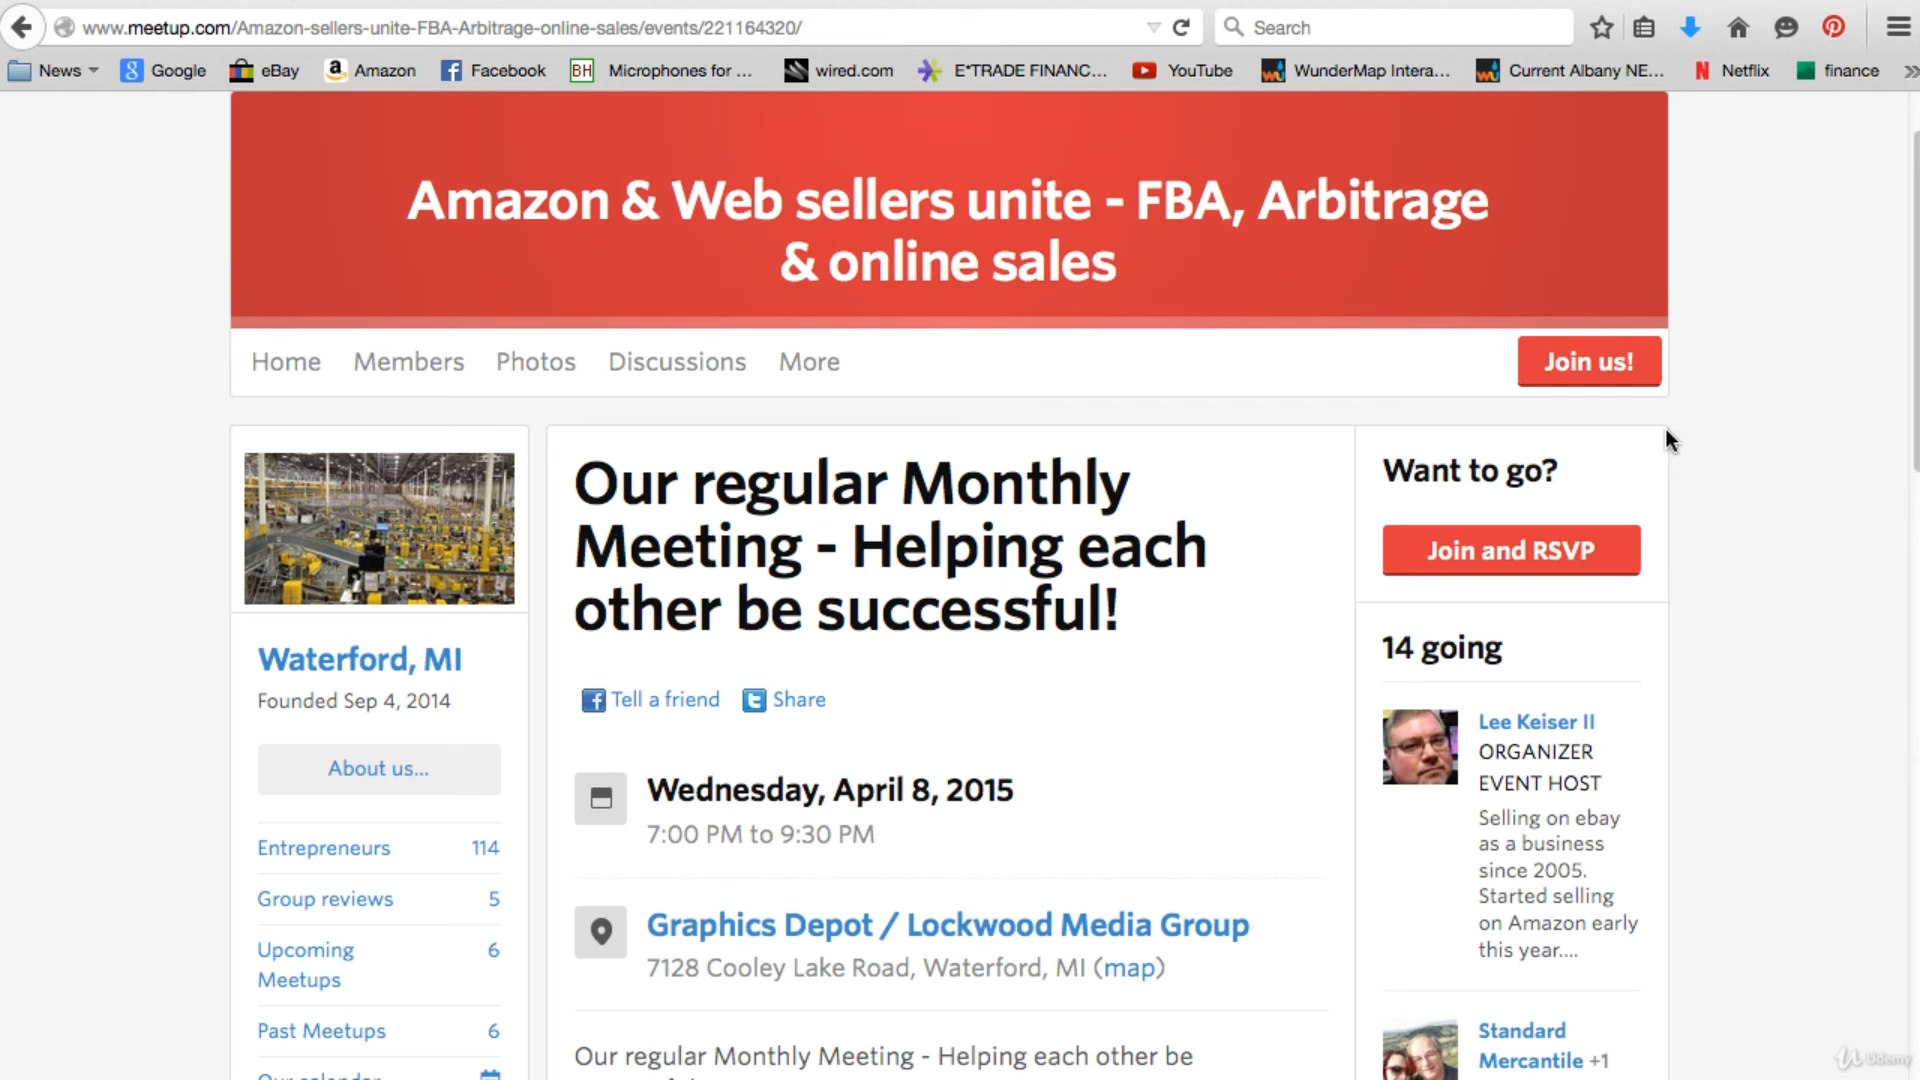 www.meetup.com/Amazon-sellers-unite-FBA-Arbitrage-online-sales/events/221164320/
Search
News
Google
eBay
Amazon
Facebook
BH Microphones for ...
wired.com
E*TRADE FINANC...
YouTube
WunderMap Intera...
Current Albany NE...
Netflix
finance
Amazon & Web sellers unite - FBA, Arbitrage
& online sales
Home
Members
Photos
Discussions
More
Join us!
Waterford, MI
Founded Sep 4, 2014
About us...
Entrepreneurs 114
Group reviews 5
Upcoming 6
Meetups
Past Meetups 6
Our calendar
Our regular Monthly
Meeting - Helping each
other be successful!
Tell a friend
Share
Wednesday, April 8, 2015
7:00 PM to 9:30 PM
Graphics Depot / Lockwood Media Group
7128 Cooley Lake Road, Waterford, MI (map)
Our regular Monthly Meeting - Helping each other be
Want to go?
Join and RSVP
14 going
Lee Keiser II
ORGANIZER
EVENT HOST
Selling on ebay
as a business
since 2005.
Started selling
on Amazon early
this year....
Standard
Mercantile +1
Udemy